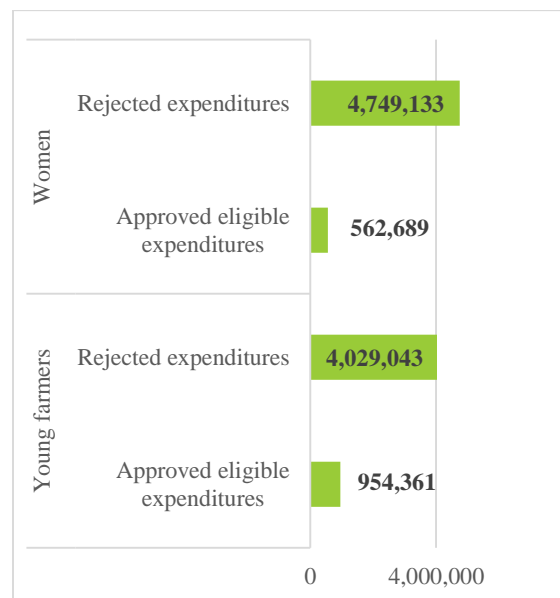 Women
Rejected expenditures
4,749,133
Approved eligible
expenditures
562,689
Young farmers
Rejected expenditures
4,029,043
Approved eligible
expenditures
954,361
0
4,000,000